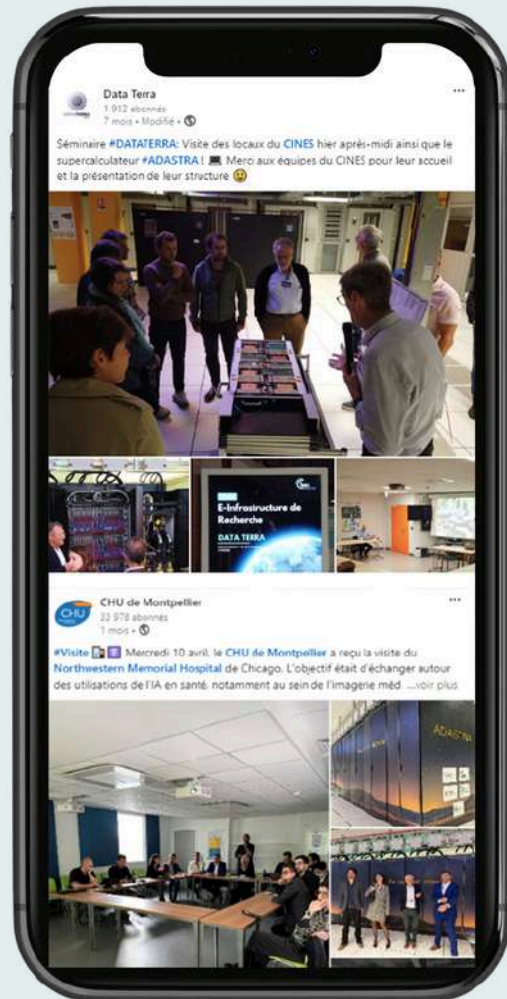 Data Terra
1 912 abonnés
7 mois • Modifié •
Séminaire #DATATERRA: Visite des locaux du CINES hier après-midi ainsi que le
supercalculateur #ADASTRA ! 💻 Merci aux équipes du CINES pour leur accueil
et la présentation de leur structure
E-Infrastructure de
Recherche
DATA TERRA
CHU
CHU de Montpellier
33 978 abonnés
1 mois •
#Visite Mercredi 10 avril, le CHU de Montpellier a reçu la visite du
Northwestern Memorial Hospital de Chicago. L'objectif était d'échanger autour
des utilisations de l'IA en santé, notamment au sein de l'imagerie méd ...voir plus
ADASTRA